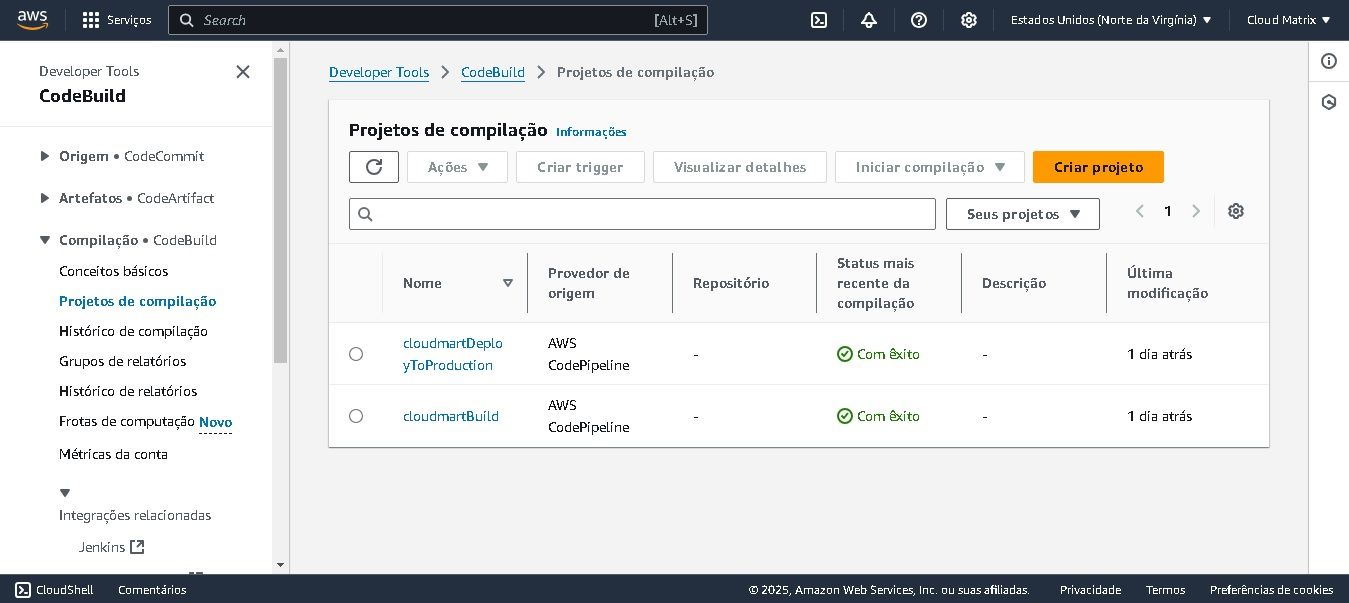 aws
Serviços
Search
[Alt+S]
Estados Unidos (Norte da Virgínia)
Cloud Matrix
Developer Tools
CodeBuild
Origem • CodeCommit
Artefatos • CodeArtifact
Compilação • CodeBuild
Conceitos básicos
Projetos de compilação
Histórico de compilação
Grupos de relatórios
Histórico de relatórios
Frotas de computação Novo
Métricas da conta
Integrações relacionadas
Jenkins
Developer Tools
CodeBuild
Projetos de compilação
Projetos de compilação Informações
Ações
Criar trigger
Visualizar detalhes
Iniciar compilação
Criar projeto
Seus projetos
1
Nome
Provedor de
origem
Repositório
Status mais
recente da
compilação
Descrição
Última
modificação
cloudmartDeplo
yToProduction
AWS
CodePipeline
-
Com êxito
-
1 dia atrás
cloudmartBuild
AWS
CodePipeline
-
Com êxito
-
1 dia atrás
CloudShell
Comentários
© 2025, Amazon Web Services, Inc. ou suas afiliadas.
Privacidade
Termos
Preferências de cookies